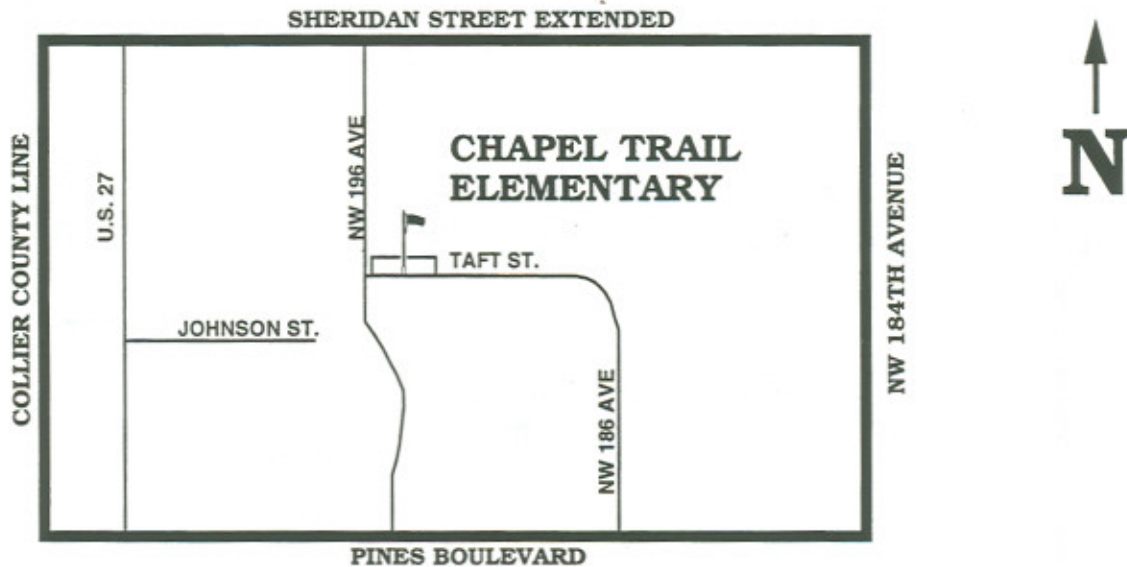 SHERIDAN STREET EXTENDED
COLLIER COUNTY LINE
U.S. 27
NW 196 AVE
CHAPEL TRAIL
ELEMENTARY
NW 184TH AVENUE
N
TAFT ST.
JOHNSON ST.
NW 186 AVE
PINES BOULEVARD